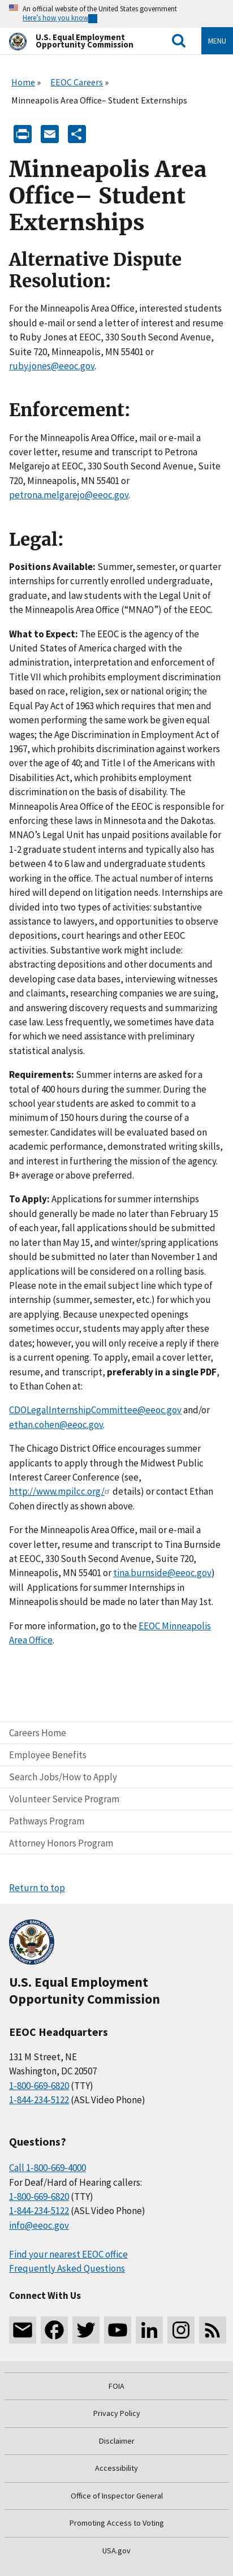 An official website of the United States government
Here's how you know
U.S. Equal Employment
Opportunity Commission
MENU
Home » EEOC Careers »
Minneapolis Area Office– Student Externships
Minneapolis Area
Office– Student
Externships
Alternative Dispute
Resolution:
For the Minneapolis Area Office, interested students
should e-mail or mail a cover letter of interest and resume
to Ruby Jones at EEOC, 330 South Second Avenue,
Suite 720, Minneapolis, MN 55401 or
ruby.jones@eeoc.gov.
Enforcement:
For the Minneapolis Area Office, mail or e-mail a
cover letter, resume and transcript to Petrona
Melgarejo at EEOC, 330 South Second Avenue, Suite
720, Minneapolis, MN 55401 or
petrona.melgarejo@eeoc.gov.
Legal:
Positions Available: Summer, semester, or quarter
internships for currently enrolled undergraduate,
graduate, and law students with the Legal Unit of
the Minneapolis Area Office ("MNAO") of the EEOC.
What to Expect: The EEOC is the agency of the
United States of America charged with the
administration, interpretation and enforcement of
Title VII which prohibits employment discrimination
based on race, religion, sex or national origin; the
Equal Pay Act of 1963 which requires that men and
women performing the same work be given equal
wages; the Age Discrimination in Employment Act of
1967, which prohibit discrimination against workers
over the age of 40; and Title I of the Americans with
Disabilities Act, which prohibits employment
discrimination on the basis of disability. The
Minneapolis Area Office of the EEOC is responsible for
enforcing these laws in Minnesota and the Dakotas.
MNAO's Legal Unit has unpaid positions available for
1-2 graduate student interns and typically also has
between 4 to 6 law and undergraduate students
working in the office. The actual number of interns
hired will depend on litigation needs. Internships are
divided into two components, and include substantive
work assisting lawyers, and opportunities to observe
depositions, court hearings and other EEOC
activities. Substantive work might include:
abstracting depositions and other documents and
developing case data bases, interviewing witnesses
and claimants, researching companies we are suing,
and answering discovery requests and researching
case law. Less frequently, we sometimes base data
for which we do not have the time and do
statistical analysis.
Requirements: Summer interns are asked for a
total of 400 hours during the summer. During the
school year students are asked to commit to a
minimum of 150 hours during the course of the
semester. Candidates will be evaluated based on
academic performance, demonstrated writing skills,
and interest in furthering the mission of the agency.
B+ average or above preferred.
To Apply: Applications for summer internships
should generally be made no later than February 15
of each year, fall applications should be submitted
no later than May 15, and winter/spring applications
should be submitted no later than November 1 and
applications will be considered on a rolling basis.
Please note in the email subject line which type of
internship (summer, semester, etc.) for which you
are applying. Because unexpected openings
sometimes occur, you may apply even after these
deadlines, however it may be useful to first check if there
is a current opening. To apply, email a cover letter,
resume, and transcript, preferably in a single PDF,
to Ethan Cohen at:
CDOLegalInternshipCommittee@eeoc.gov and/or
ethan.cohen@eeoc.gov.
The Chicago District Office encourages summer
applicants to apply through the Midwest Public
Interest Career Conference (see,
http://www.mpilcc.org/ details) or contact Ethan
Cohen directly as shown above.
For the Minneapolis Area Office, mail or e-mail a
cover letter, resume and transcript to Tina Burnside
at EEOC, 330 South Second Avenue, Suite 720,
Minneapolis, MN 55401 or tina.burnside@eeoc.gov)
will Applications for Summer internships in
Minneapolis should be made no later than 1st.
For more information, go to the EEOC Minneapolis
Area Office.
Careers Home
Employee Benefits
Search Jobs/How to Apply
Volunteer Service Program
Pathways Program
Attorney Honors Program
Return to top
U.S. Equal Employment
Opportunity Commission
EEOC Headquarters
131 M Street, NE
Washington, DC 20507
1-800-669-6820 (TTY)
1-844-234-5122 (ASL Video Phone)
Questions?
Call 1-800-669-4000
For Deaf/Hard of Hearing callers:
1-800-669-6820 (TTY)
1-844-234-5122 (ASL Video Phone)
info@eeoc.gov
Find your nearest EEOC office
Frequently Asked Questions
Connect With Us
FOIA
Privacy Policy
Disclaimer
Accessibility
Office of Inspector General
Promoting Access to Voting
USA.gov